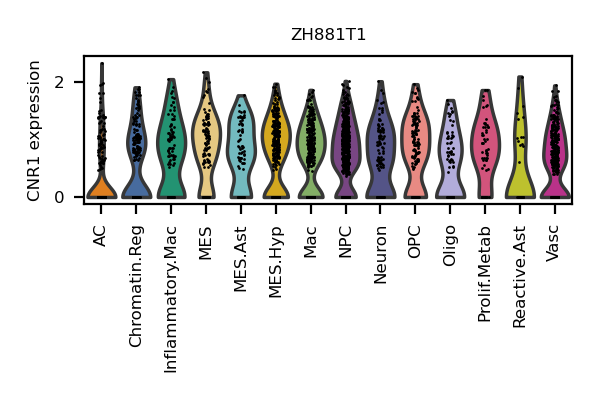 ZH881T1
CNR1 expression
2
0
AC
Chromatin.Reg
Inflammatory.Mac
MES
MES.Ast
MES.Hyp
Mac
NPC
Neuron
OPC
Oligo
Prolif.Metab
Reactive.Ast
Vasc